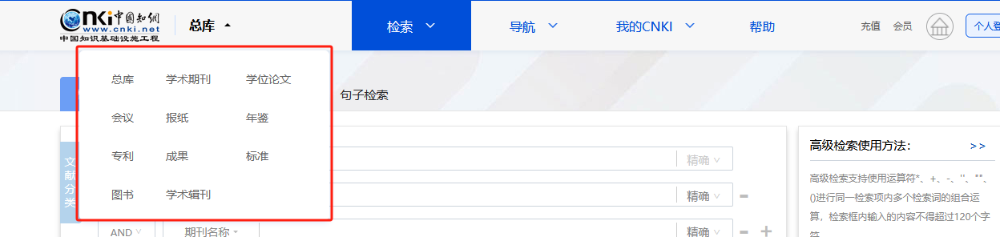 Cnki中国知网
www.cnki.net
中国知识基础设施工程
总库
检索
导航
我的CNKI
帮助
充值 会员
个人登
总库 学术期刊 学位论文
会议 报纸 年鉴
专利 成果 标准
图书 学术辑刊
句子检索
文献分类
精确
精确
AND 期刊名称 精确
高级检索使用方法： >>
高级检索支持使用运算符*、+、-、''、""、
()进行同一检索项内多个检索词的组合运
算，检索框内输入的内容不得超过120个字
符